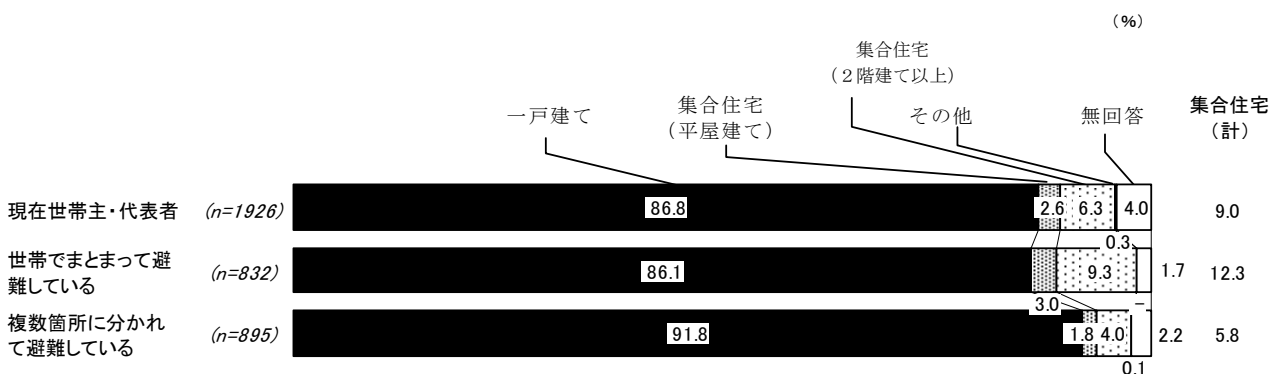 （％）
集合住宅
（２階建て以上）
一戸建て
集合住宅
（平屋建て）
その他
無回答
集合住宅
（計）
現在世帯主・代表者 (n=1926) 86.8 2.6 6.3 4.0 9.0
0.3
世帯でまとまって避
難している
(n=832) 86.1 9.3 1.7 12.3
3.0 －
複数箇所に分かれ
て避難している
(n=895) 91.8 1.8 4.0 2.2 5.8
0.1